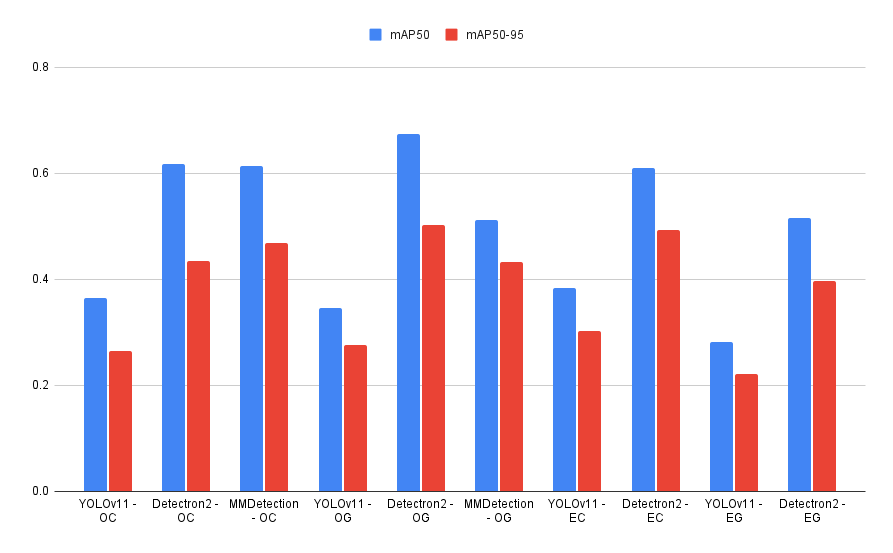 mAP50 mAP50-95
0.8
0.6
0.4
0.2
0.0
YOLOv11 -
OC
Detectron2 -
OC
MMDetection
- OC
YOLOv11 -
OG
Detectron2 -
OG
MMDetection
- OG
YOLOv11 -
EC
Detectron2 -
EC
YOLOv11 -
EG
Detectron2 -
EG